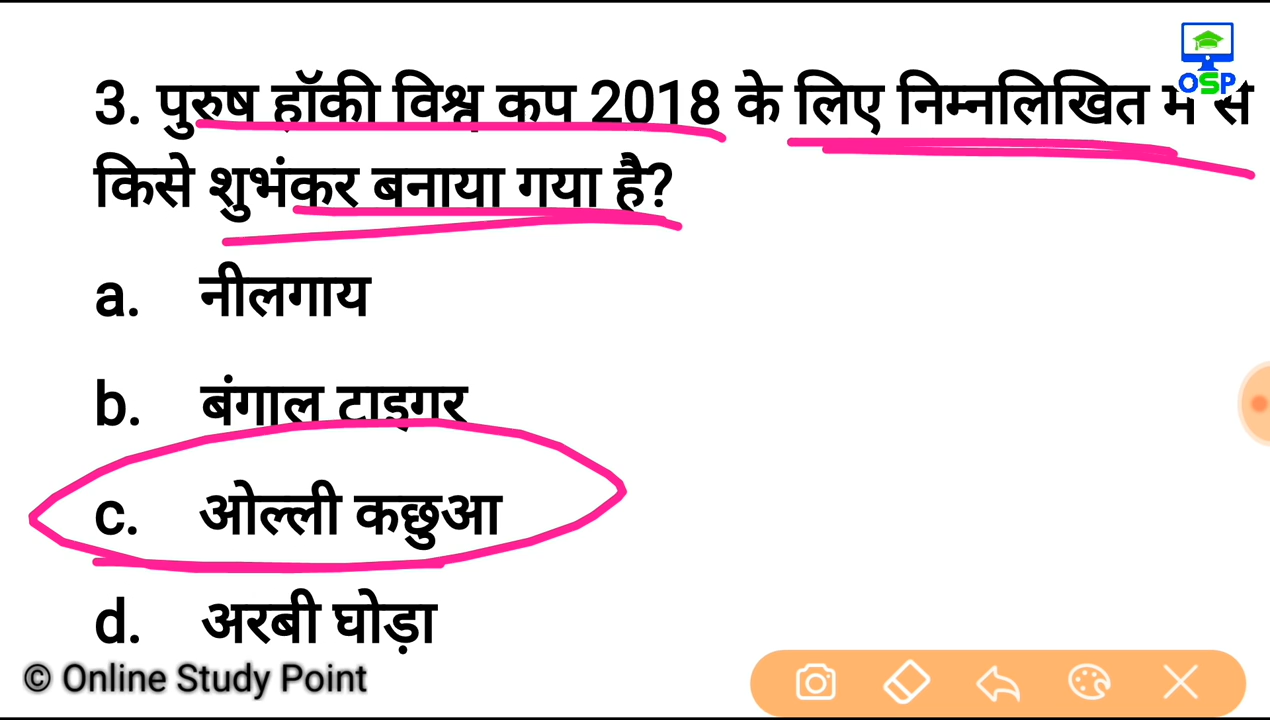 OSP
3. पुरुष हॉकी विश्व कप 2018 के लिए निम्नलिखित में से
किसे शुभंकर बनाया गया है?
a. नीलगाय
b. बंगाल टाइगर
c. ओल्ली कछुआ
d. अरबी घोड़ा
© Online Study Point